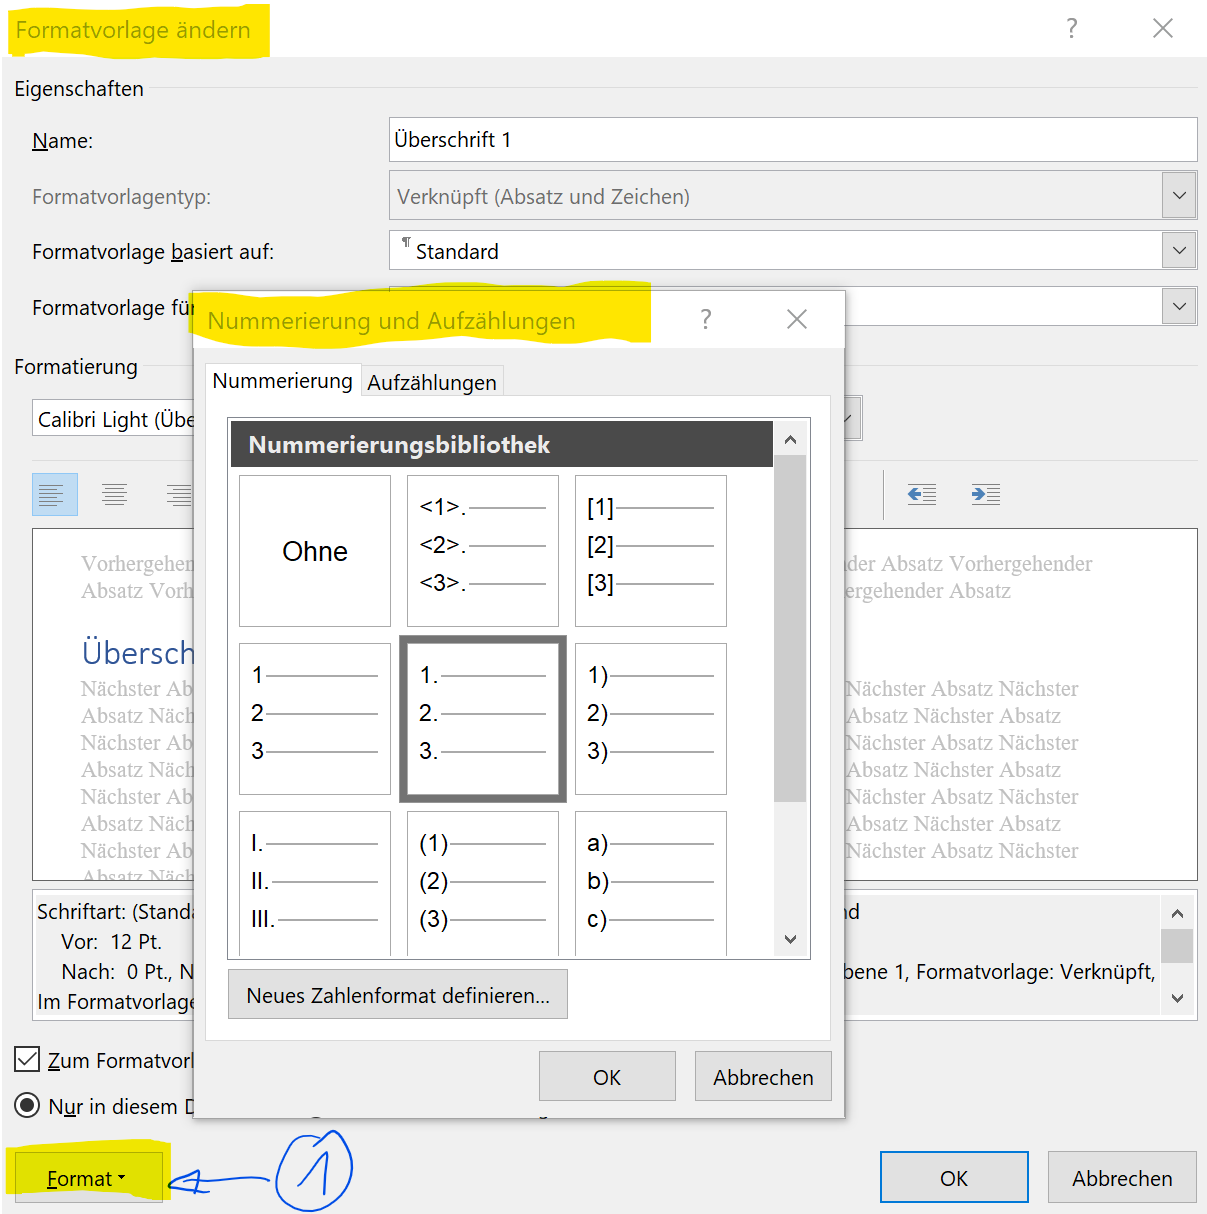 Formatvorlage ändern
?
Eigenschaften
Name:
Überschrift 1
Formatvorlagentyp:
Verknüpft (Absatz und Zeichen)
Formatvorlage basiert auf:
¶ Standard
Formatvorlage für
Nummerierung und Aufzählungen
?
Formatierung
Nummerierung
Aufzählungen
Calibri Light (Übe
Nummerierungsbibliothek
Ohne
<1>.
<2>.
<3>.
[1]
[2]
[3]
1
2
3
1.
2.
3.
1)
2)
3)
I.
II.
III.
(1)
(2)
(3)
a)
b)
c)
Neues Zahlenformat definieren...
OK
Abbrechen
Vorhergehen
der Absatz Vorhergehender
Absatz Vorh
ergehender Absatz
Übersch
Nächster Ab
Nächster Absatz Nächster
Absatz Näch
Absatz Nächster Absatz
Nächster Ab
Nächster Absatz Nächster
Absatz Näch
Absatz Nächster Absatz
Nächster Ab
Nächster Absatz Nächster
Absatz Näch
Absatz Nächster Absatz
Nächster Ab
Nächster Absatz Nächster
Absatz Näch
Schriftart: (Standa
nd
Vor: 12 Pt.
Nach: 0 Pt., N
bene 1, Formatvorlage: Verknüpft,
Im Formatvorlage
Zum Formatvorl
Nur in diesem D
Format
1
OK
Abbrechen